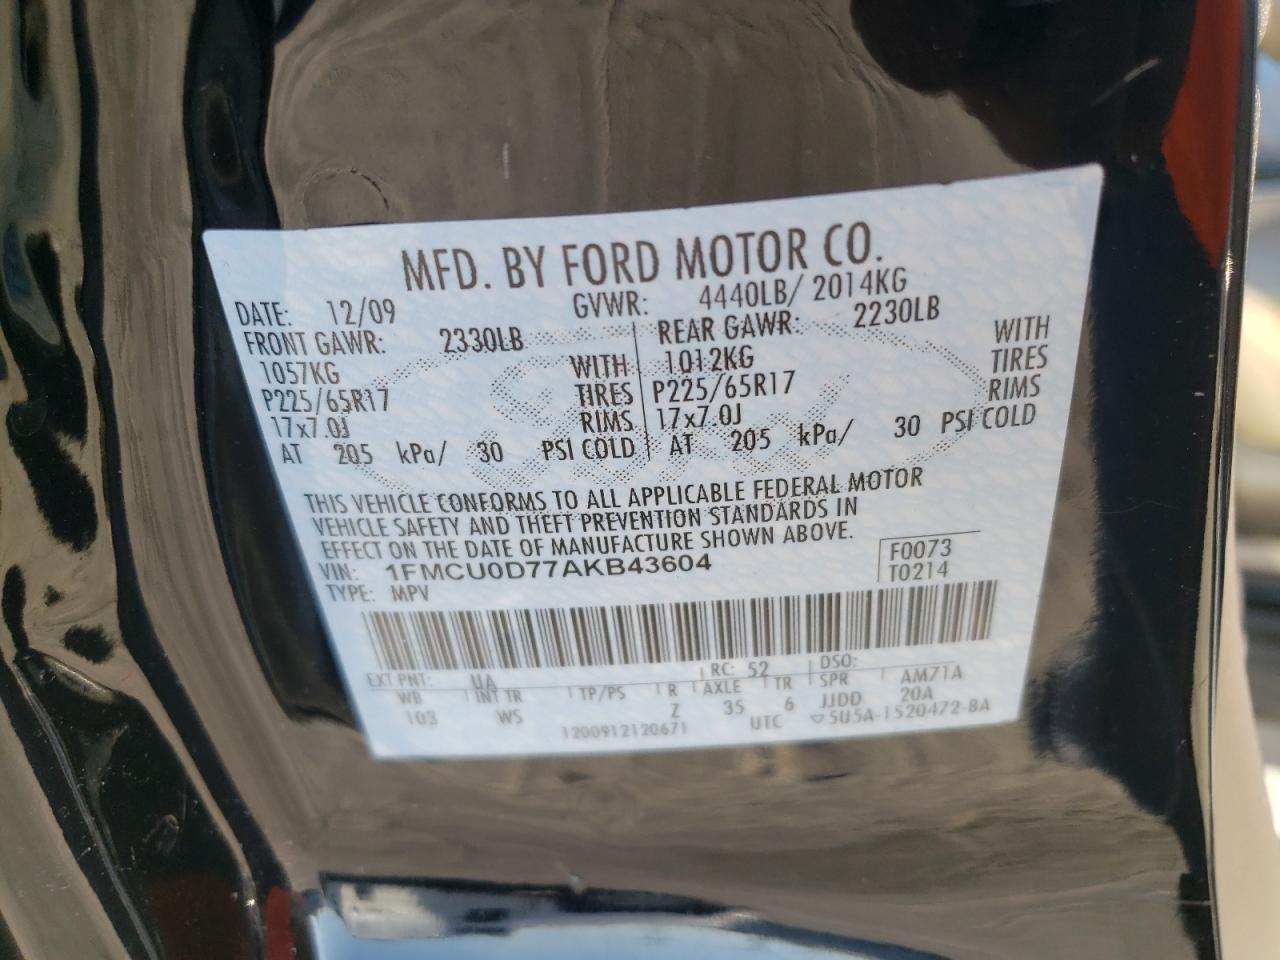 MFD. BY FORD MOTOR CO.
DATE: 12/09 GVWR: 4440LB/ 2014KG
FRONT GAWR: 2330LB REAR GAWR: 2230LB
1057KG WITH 1012KG WITH
P225/65R17 TIRES P225/65R17 TIRES
17x7.0J RIMS 17x7.0J RIMS
AT 205 kPa/ 30 PSI COLD AT 205 kPa/ 30 PSI COLD
THIS VEHICLE CONFORMS TO ALL APPLICABLE FEDERAL MOTOR
VEHICLE SAFETY AND THEFT PREVENTION STANDARDS IN
EFFECT ON THE DATE OF MANUFACTURE SHOWN ABOVE.
VIN: 1FMCU0D77AKB43604 F0073
TYPE: MPV T0214
EXT PNT: UA RC: 52 DSO:
WB INT TR TP/PS R AXLE TR SPR AM71A
103 WS Z 35 6 JJDD 20A
1200912120671 UTC ▽5U5A-1520472-BA